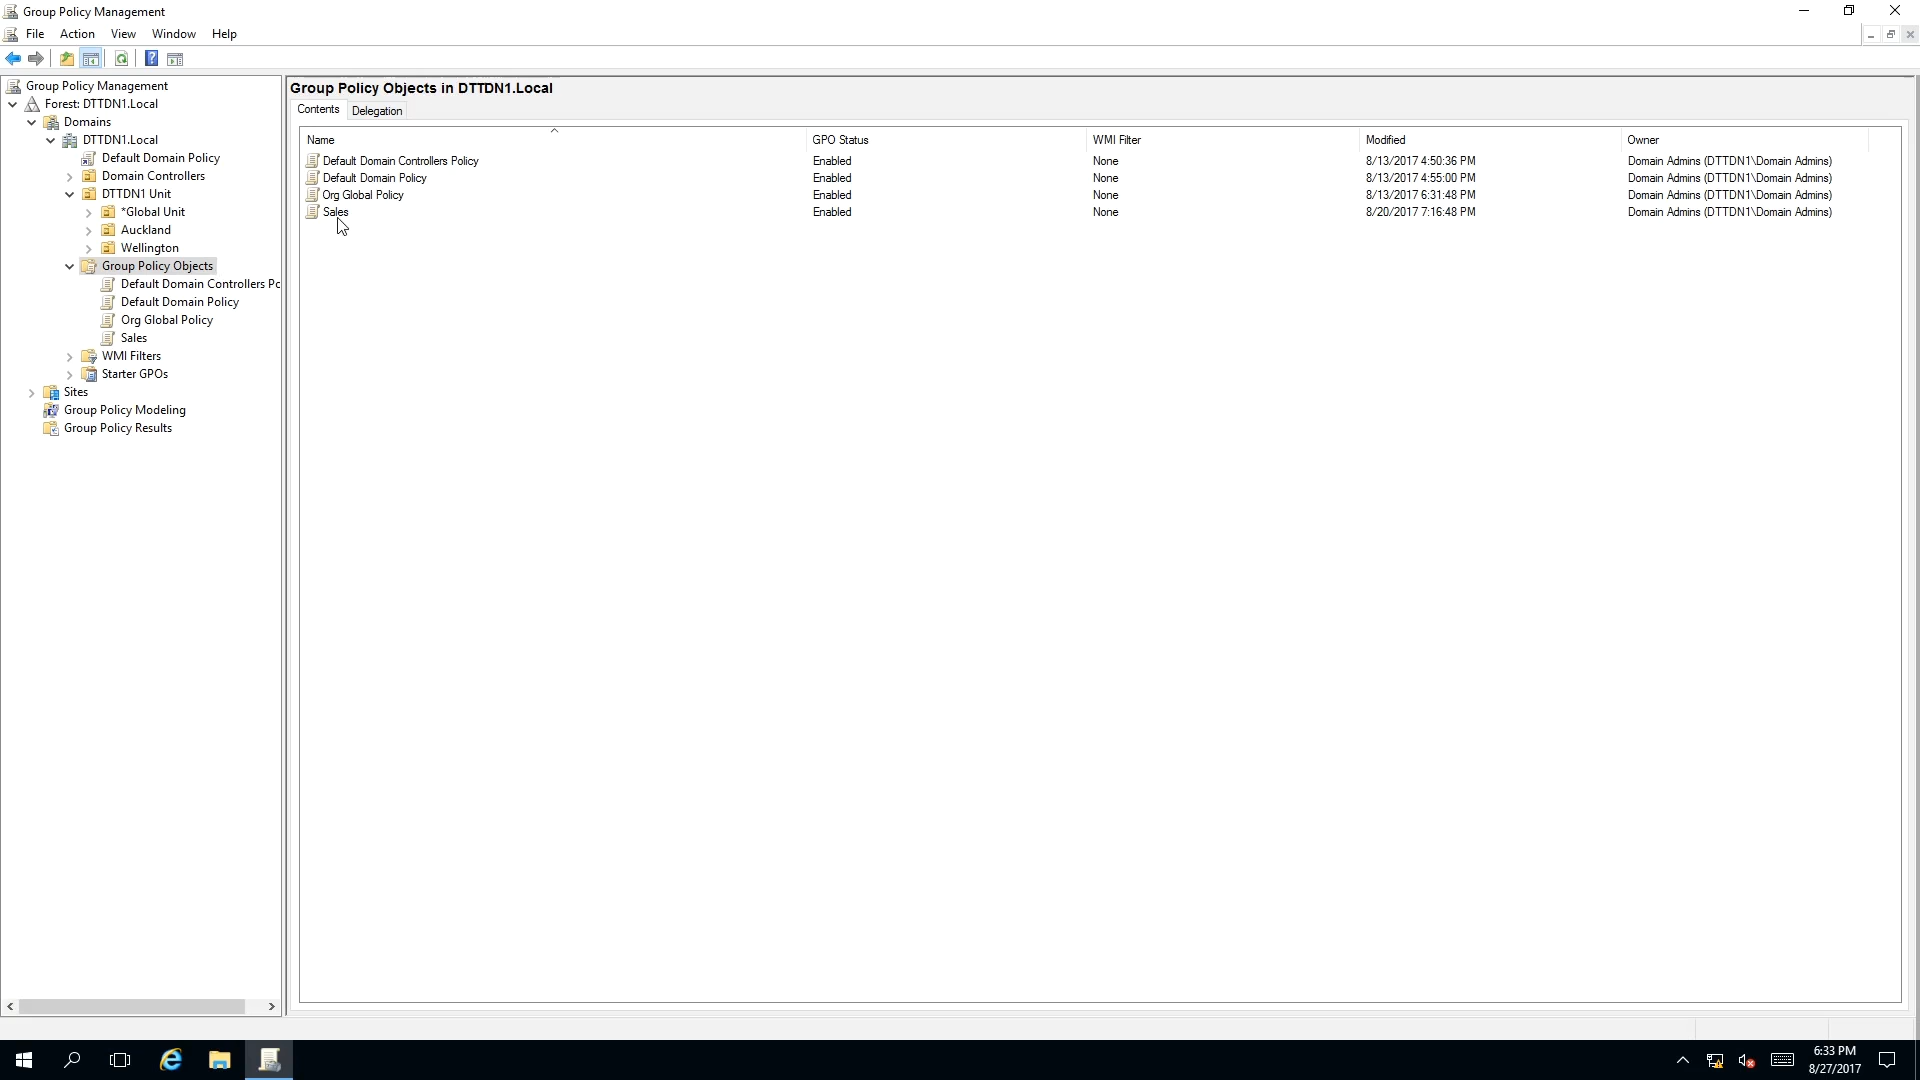 Group Policy Management
File Action View Window Help
Group Policy Management
Forest: DTTDN1.Local
Domains
DTTDN1.Local
Default Domain Policy
Domain Controllers
DTTDN1 Unit
*Global Unit
Auckland
Wellington
Group Policy Objects
Default Domain Controllers Po
Default Domain Policy
Org Global Policy
Sales
WMI Filters
Starter GPOs
Sites
Group Policy Modeling
Group Policy Results
Group Policy Objects in DTTDN1.Local
Contents Delegation
Name GPO Status WMI Filter Modified Owner
Default Domain Controllers Policy Enabled None 8/13/2017 4:50:36 PM Domain Admins (DTTDN1\Domain Admins)
Default Domain Policy Enabled None 8/13/2017 4:55:00 PM Domain Admins (DTTDN1\Domain Admins)
Org Global Policy Enabled None 8/13/2017 6:31:48 PM Domain Admins (DTTDN1\Domain Admins)
Sales Enabled None 8/20/2017 7:16:48 PM Domain Admins (DTTDN1\Domain Admins)
6:33 PM
8/27/2017